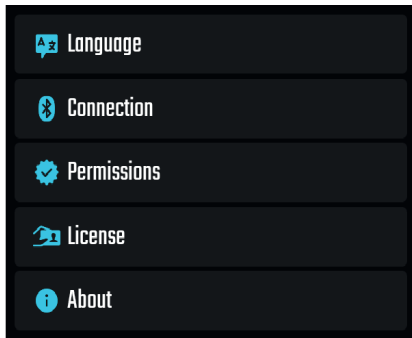 Language
Connection
Permissions
License
About